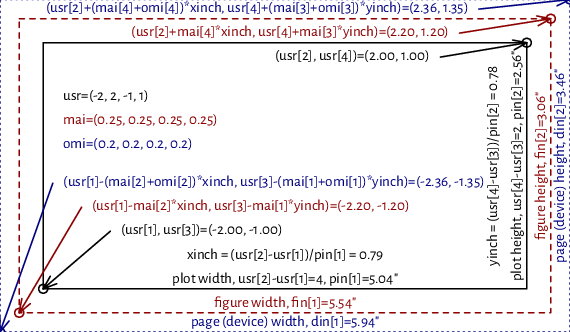 (usr[2]+(mai[4]+omi[4])*xinch, usr[4]+(mai[3]+omi[3])*yinch)=(2.36, 1.35)
(usr[2]+mai[4]*xinch, usr[4]+mai[3]*yinch)=(2.20, 1.20)
(usr[2], usr[4])=(2.00, 1.00)
usr=(-2, 2, -1, 1)
mai=(0.25, 0.25, 0.25, 0.25)
omi=(0.2, 0.2, 0.2, 0.2)
(usr[1]-(mai[2]+omi[2])*xinch, usr[3]-(mai[1]+omi[1])*yinch)=(-2.36, -1.35)
(usr[1]-mai[2]*xinch, usr[3]-mai[1]*yinch)=(-2.20, -1.20)
(usr[1], usr[3])=(-2.00, -1.00)
xinch = (usr[2]-usr[1])/pin[1] = 0.79
plot width, usr[2]-usr[1]=4, pin[1]=5.04"
figure width, fin[1]=5.54"
page (device) width, din[1]=5.94"
yinch = (usr[4]-usr[3])/pin[2] = 0.78
plot height, usr[4]-usr[3]=2, pin[2]=2.56"
figure height, fin[2]=3.06"
page (device) height, din[2]=3.46"